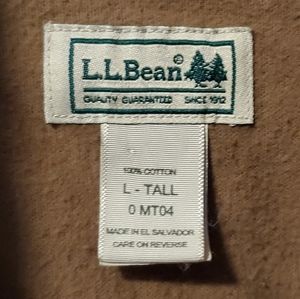 L.L.Bean®
QUALITY GUARANTEED SINCE 1912
100% COTTON
L - TALL
0 MT04
MADE IN EL SALVADOR
CARE ON REVERSE